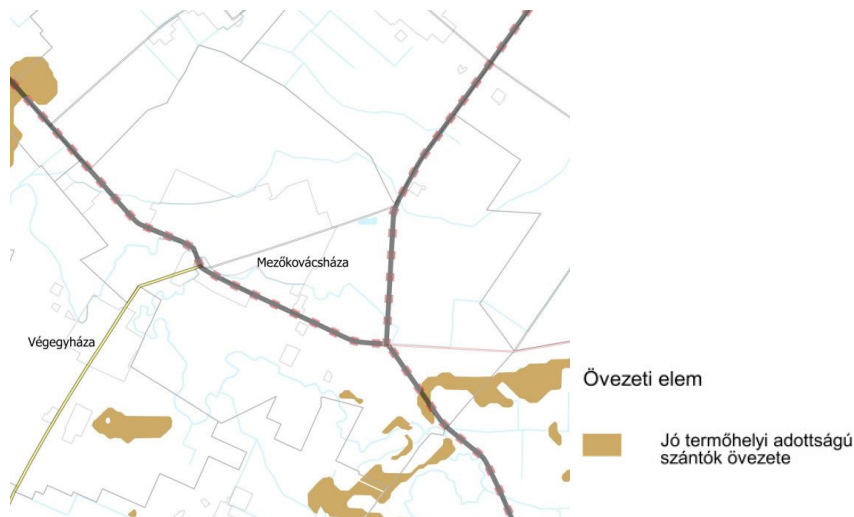 Mezőkovácsháza
Végegyháza
Övezeti elem
Jó termőhelyi adottságú
szántók övezete